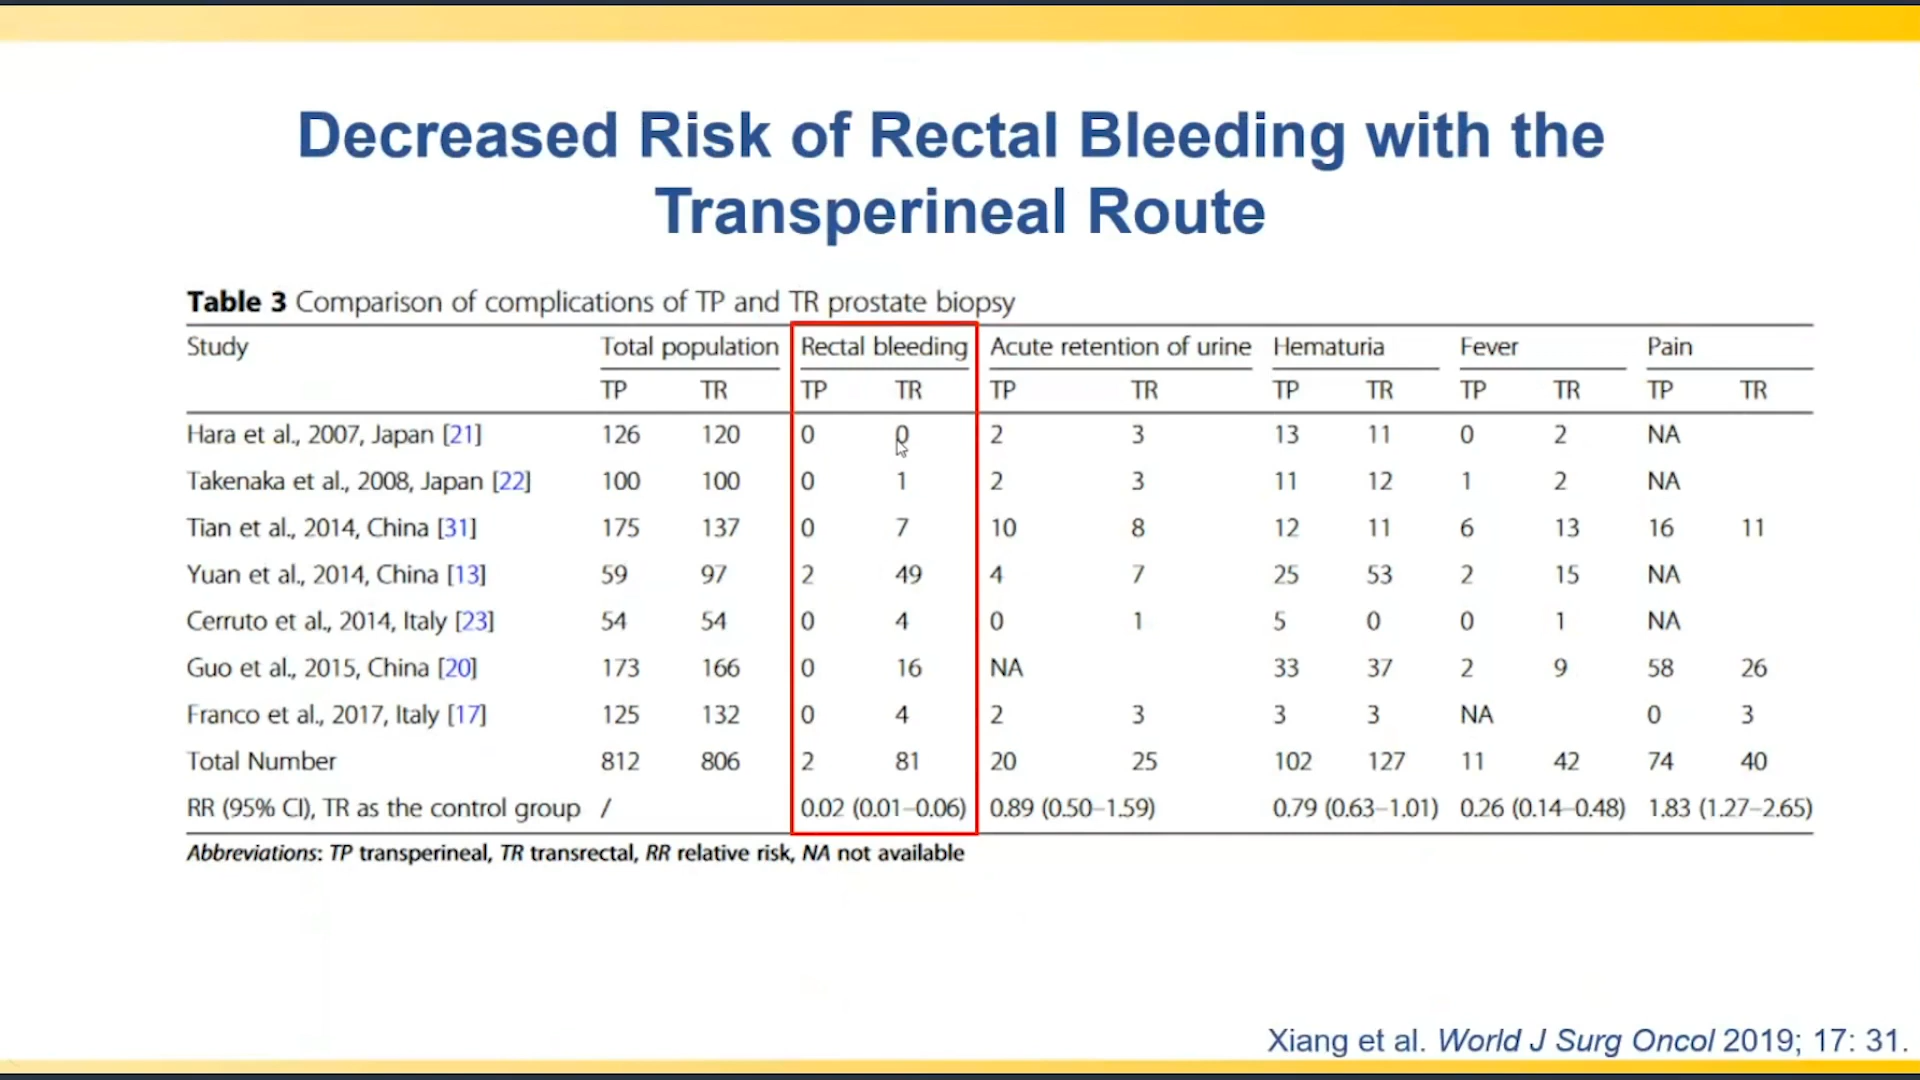 Decreased Risk of Rectal Bleeding with the
Transperineal Route
Table 3 Comparison of complications of TP and TR prostate biopsy
Study Total population Rectal bleeding Acute retention of urine Hematuria Fever Pain
TP TR TP TR TP TR TP TR TP TR TP TR
Hara et al., 2007, Japan [21] 126 120 0 0 2 3 13 11 0 2 NA
Takenaka et al., 2008, Japan [22] 100 100 0 1 2 3 11 12 1 2 NA
Tian et al., 2014, China [31] 175 137 0 7 10 8 12 11 6 13 16 11
Yuan et al., 2014, China [13] 59 97 2 49 4 7 25 53 2 15 NA
Cerruto et al., 2014, Italy [23] 54 54 0 4 0 1 5 0 0 1 NA
Guo et al., 2015, China [20] 173 166 0 16 NA 33 37 2 9 58 26
Franco et al., 2017, Italy [17] 125 132 0 4 2 3 3 3 NA 0 3
Total Number 812 806 2 81 20 25 102 127 11 42 74 40
RR (95% CI), TR as the control group / 0.02 (0.01–0.06) 0.89 (0.50–1.59) 0.79 (0.63–1.01) 0.26 (0.14–0.48) 1.83 (1.27–2.65)
Abbreviations: TP transperineal, TR transrectal, RR relative risk, NA not available
Xiang et al. World J Surg Oncol 2019; 17: 31.